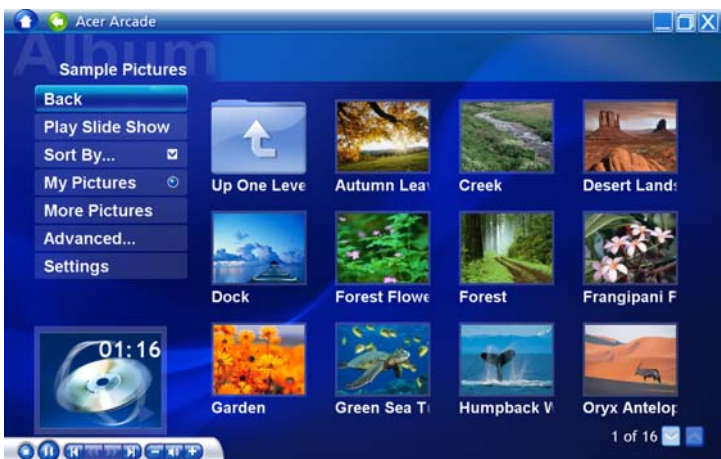 Acer Arcade
Album
Sample Pictures
Back
Play Slide Show
Sort By...
My Pictures
More Pictures
Advanced...
Settings
Up One Leve
Autumn Lea
Creek
Desert Lands
Dock
Forest Flowe
Forest
Frangipani F
Garden
Green Sea T
Humpback W
Oryx Antelop
01:16
1 of 16